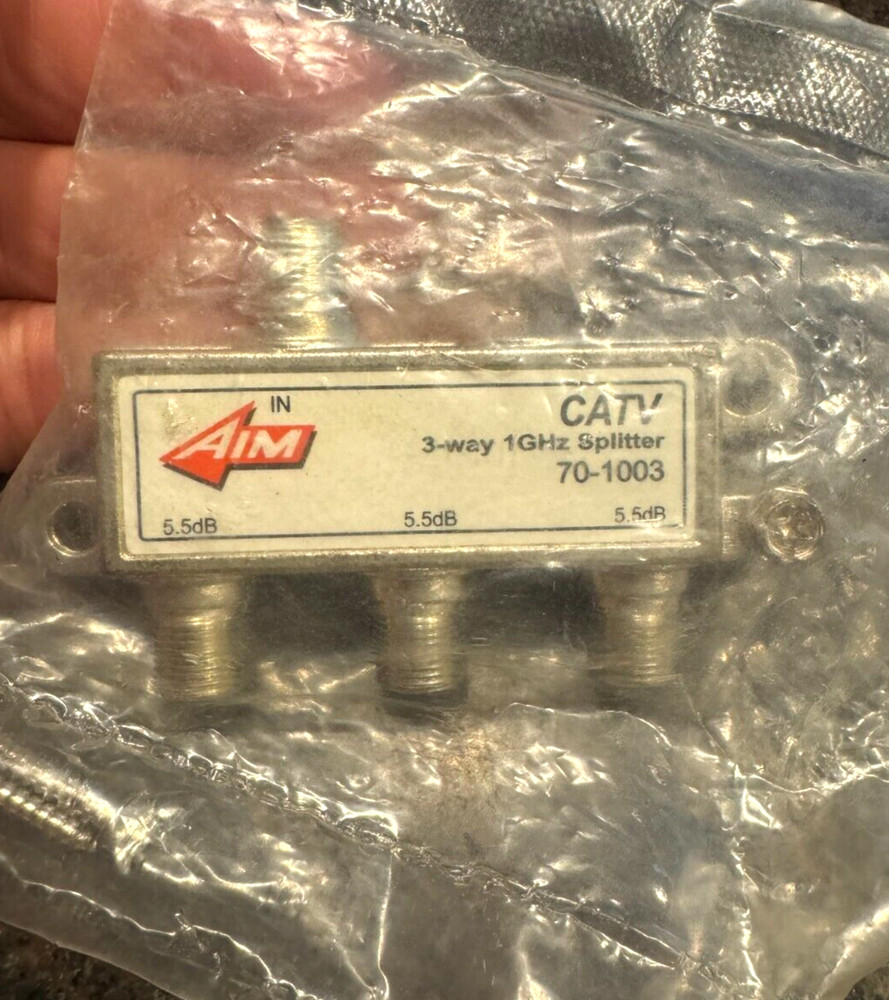 IN
AIM
CATV
3-way 1GHz Splitter
70-1003
5.5dB 5.5dB 5.5dB